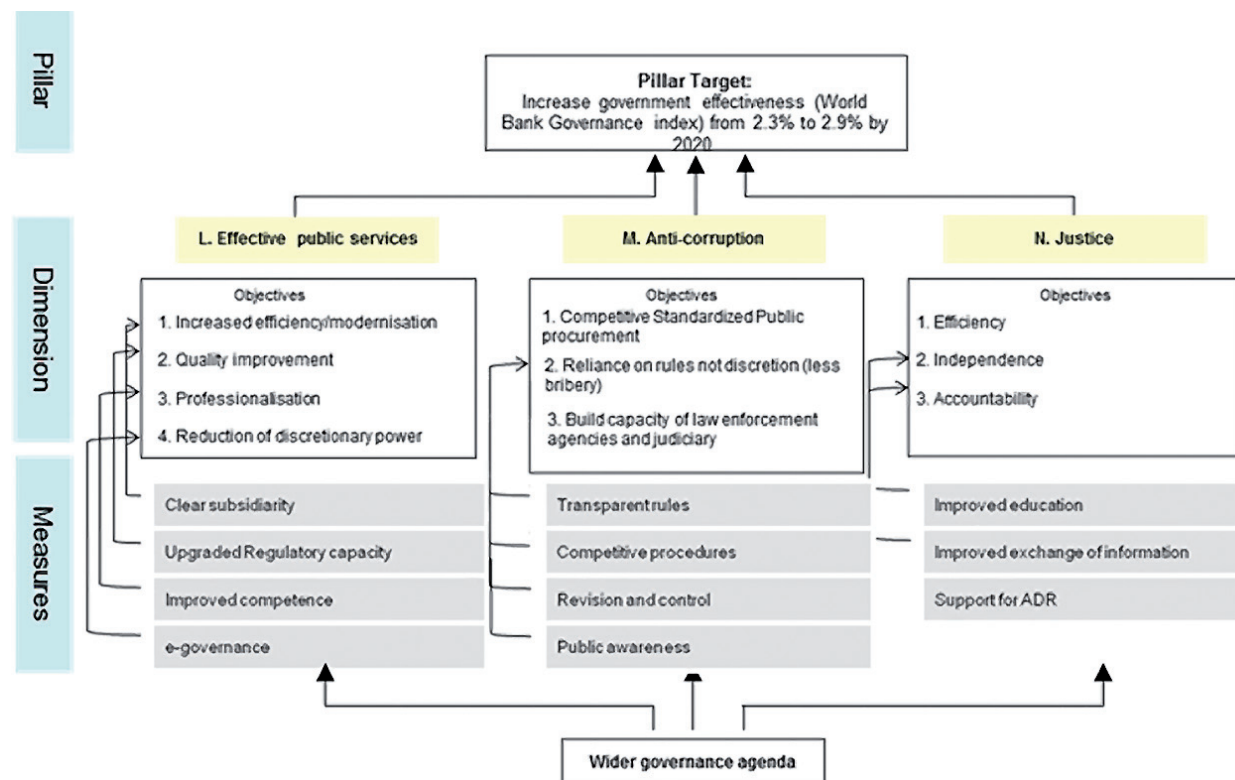 Pillar
Pillar Target:
Increase government effectiveness (World
Bank Governance index) from 2.3% to 2.9% by
2020
Dimension
L. Effective public services
M. Anti-corruption
N. Justice
Objectives
1. Increased efficiency/modernisation
2. Quality improvement
3. Professionalisation
4. Reduction of discretionary power
Objectives
1. Competitive Standardized Public
procurement
2. Reliance on rules not discretion (less
bribery)
3. Build capacity of law enforcement
agencies and judiciary
Objectives
1. Efficiency
2. Independence
3. Accountability
Measures
Clear subsidiarity
Upgraded Regulatory capacity
Improved competence
e-governance
Transparent rules
Competitive procedures
Revision and control
Public awareness
Improved education
Improved exchange of information
Support for ADR
Wider governance agenda